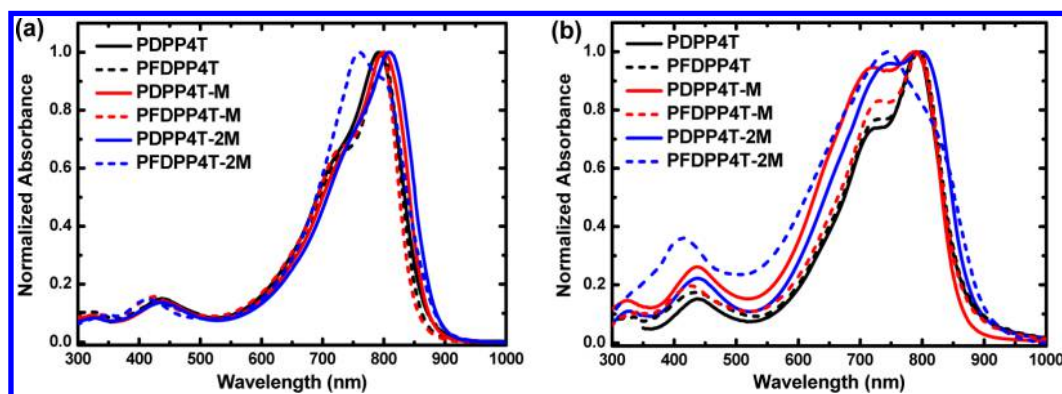 (a)
PDPP4T
PFDPP4T
PDPP4T-M
PFDPP4T-M
PDPP4T-2M
PFDPP4T-2M
Normalized Absorbance
1.0
0.8
0.6
0.4
0.2
0.0
300 400 500 600 700 800 900 1000
Wavelength (nm)
(b)
PDPP4T
PFDPP4T
PDPP4T-M
PFDPP4T-M
PDPP4T-2M
PFDPP4T-2M
Normalized Absorbance
1.0
0.8
0.6
0.4
0.2
0.0
300 400 500 600 700 800 900 1000
Wavelength (nm)